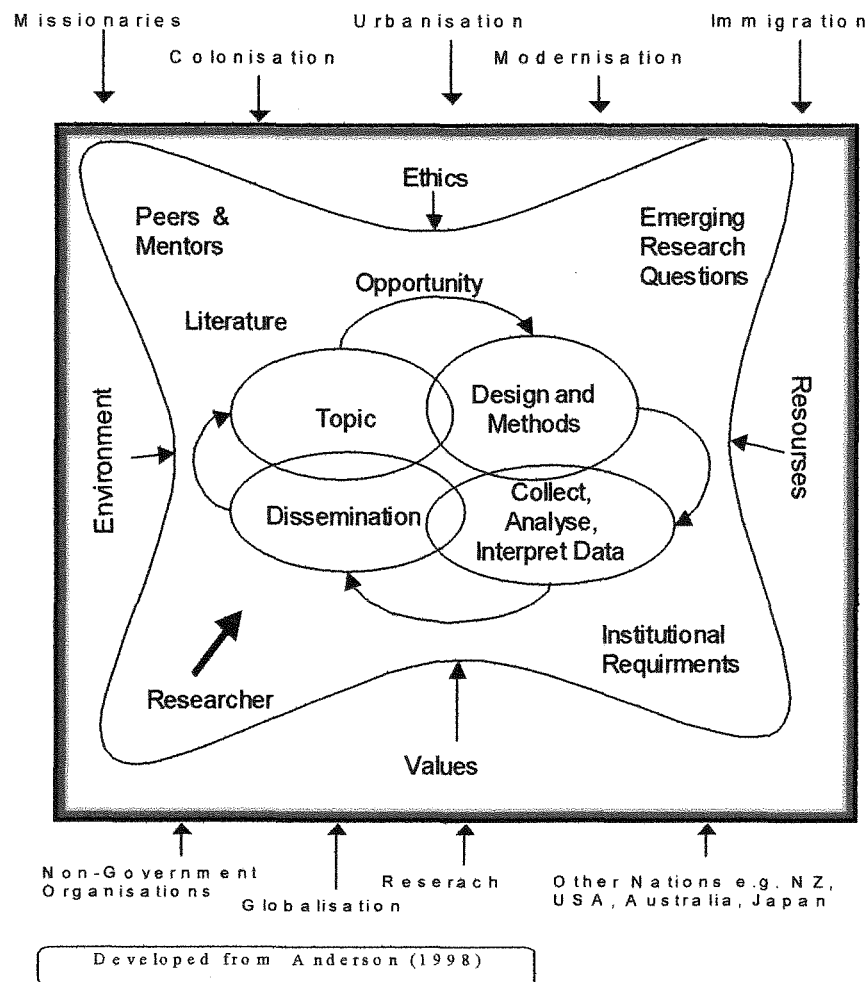 Missionaries
Urbanisation
Immigration
Colonisation
Modernisation
Ethics
Peers &
Mentors
Emerging
Research
Questions
Opportunity
Literature
Topic
Design and
Methods
Environment
Resourses
Dissemination
Collect,
Analyse,
Interpret Data
Institutional
Requirments
Researcher
Values
Non-Government
Organisations
Globalisation
Reserach
Other Nations e.g. NZ,
USA, Australia, Japan
Developed from Anderson (1998)